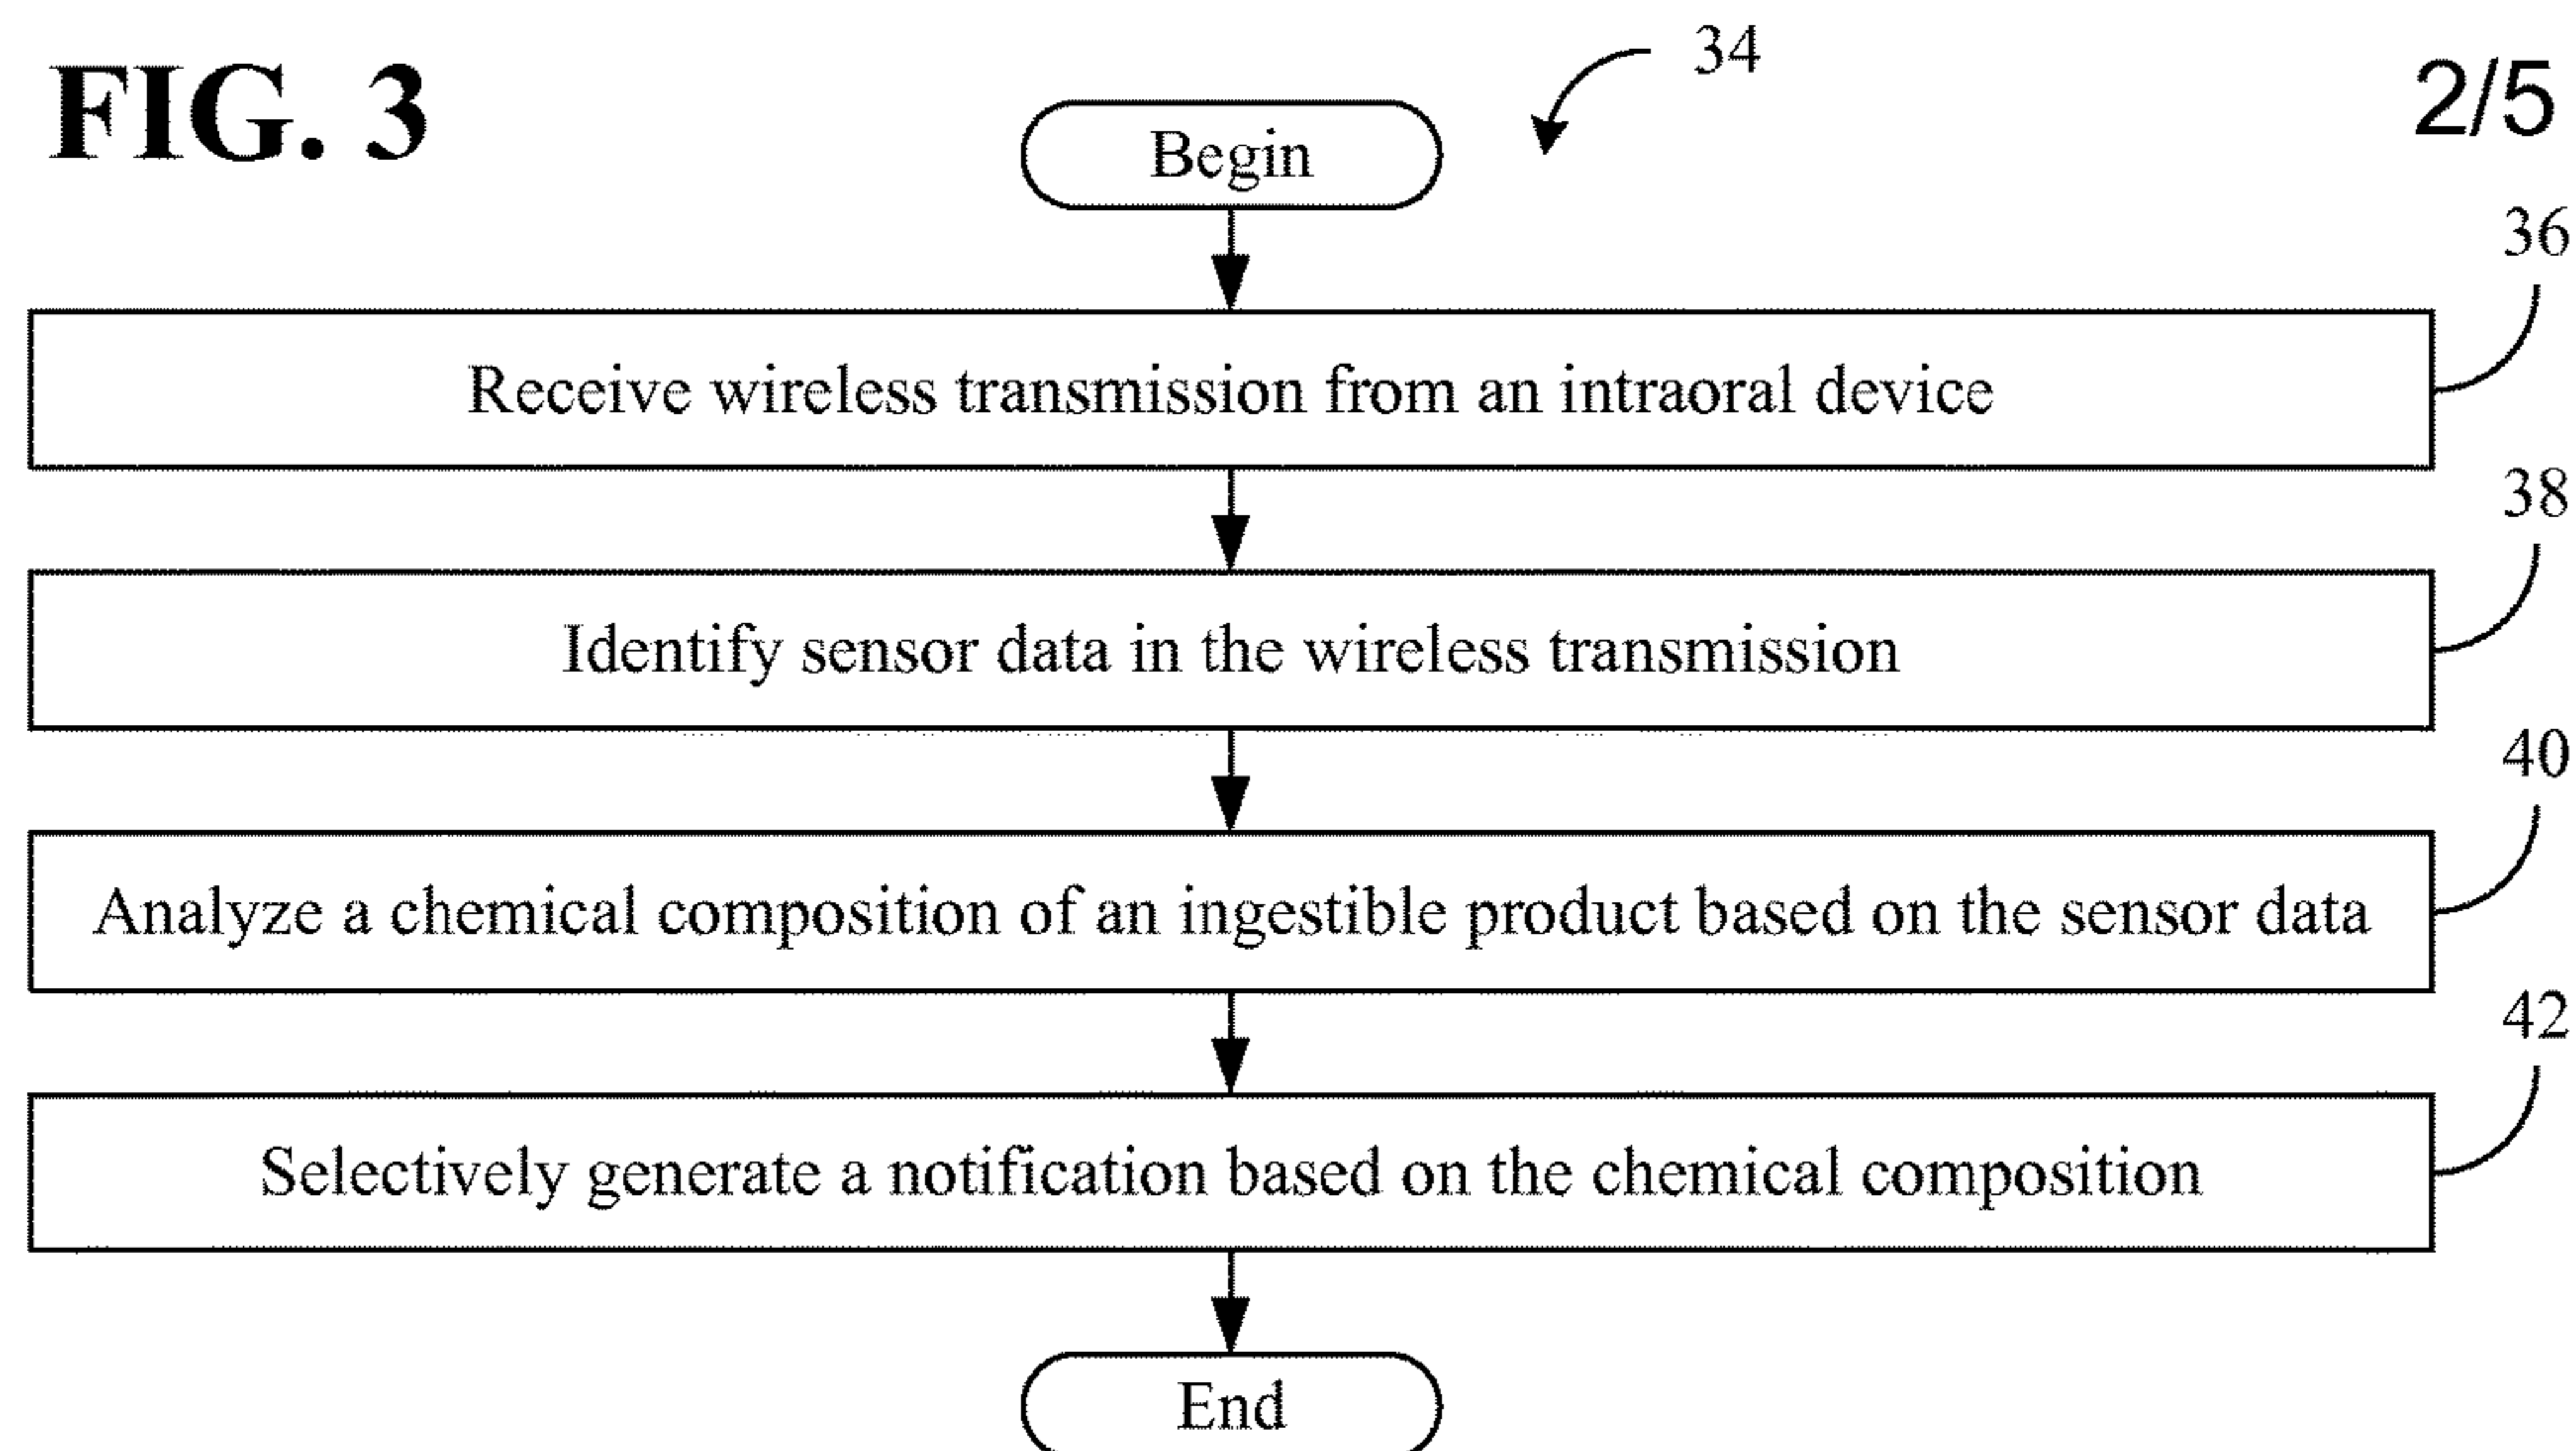 FIG. 3
34
2/5
Begin
36
Receive wireless transmission from an intraoral device
38
Identify sensor data in the wireless transmission
40
Analyze a chemical composition of an ingestible product based on the sensor data
42
Selectively generate a notification based on the chemical composition
End